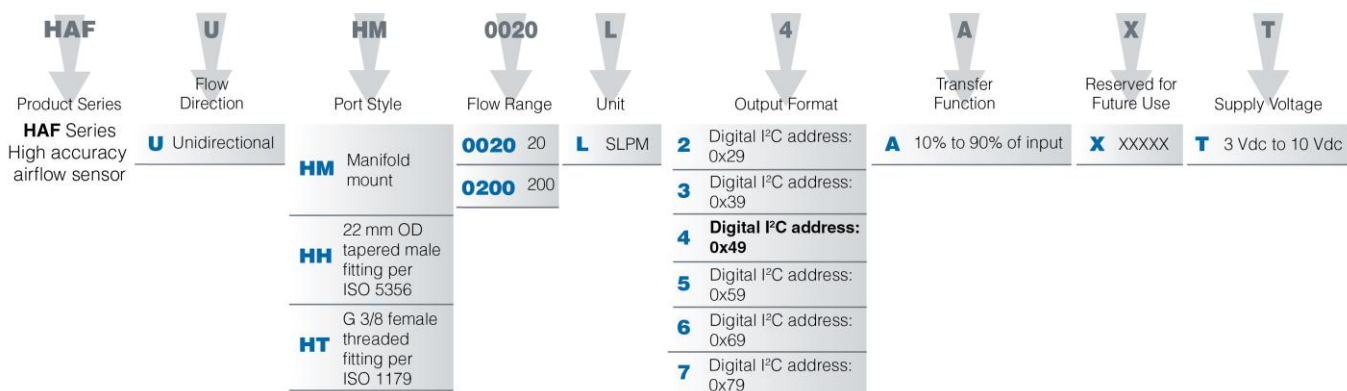 HAF U HM 0020 L 4 A X T
Product Series
HAF Series
High accuracy
airflow sensor
Flow
Direction
U Unidirectional
Port Style
HM Manifold
mount
HH 22 mm OD
tapered male
fitting per
ISO 5356
HT G 3/8 female
threaded
fitting per
ISO 1179
Flow Range
0020 20
0200 200
Unit
L SLPM
Output Format
2 Digital I²C address:
0x29
3 Digital I²C address:
0x39
4 Digital I²C address:
0x49
5 Digital I²C address:
0x59
6 Digital I²C address:
0x69
7 Digital I²C address:
0x79
Transfer
Function
A 10% to 90% of input
Reserved for
Future Use
X XXXXX
Supply Voltage
T 3 Vdc to 10 Vdc